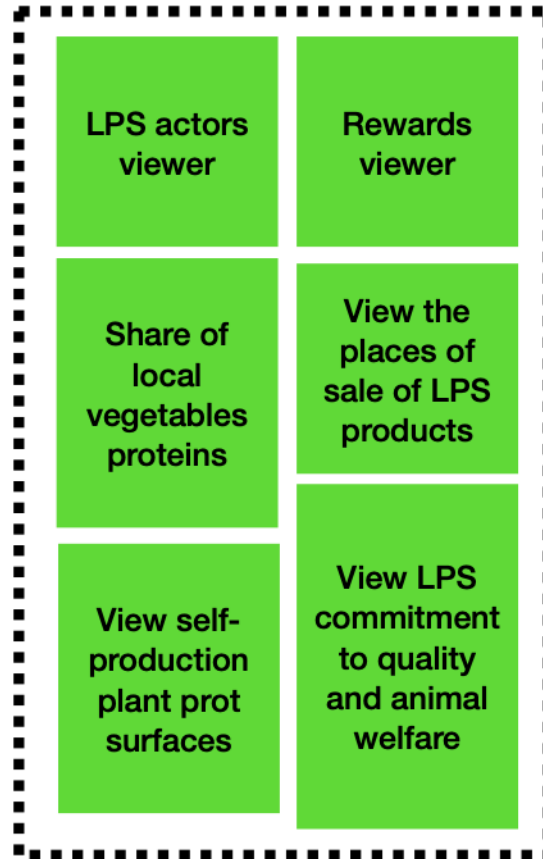 LPS actors
viewer
Rewards
viewer
Share of
local
vegetables
proteins
View the
places of
sale of LPS
products
View self-
production
plant prot
surfaces
View LPS
commitment
to quality
and animal
welfare